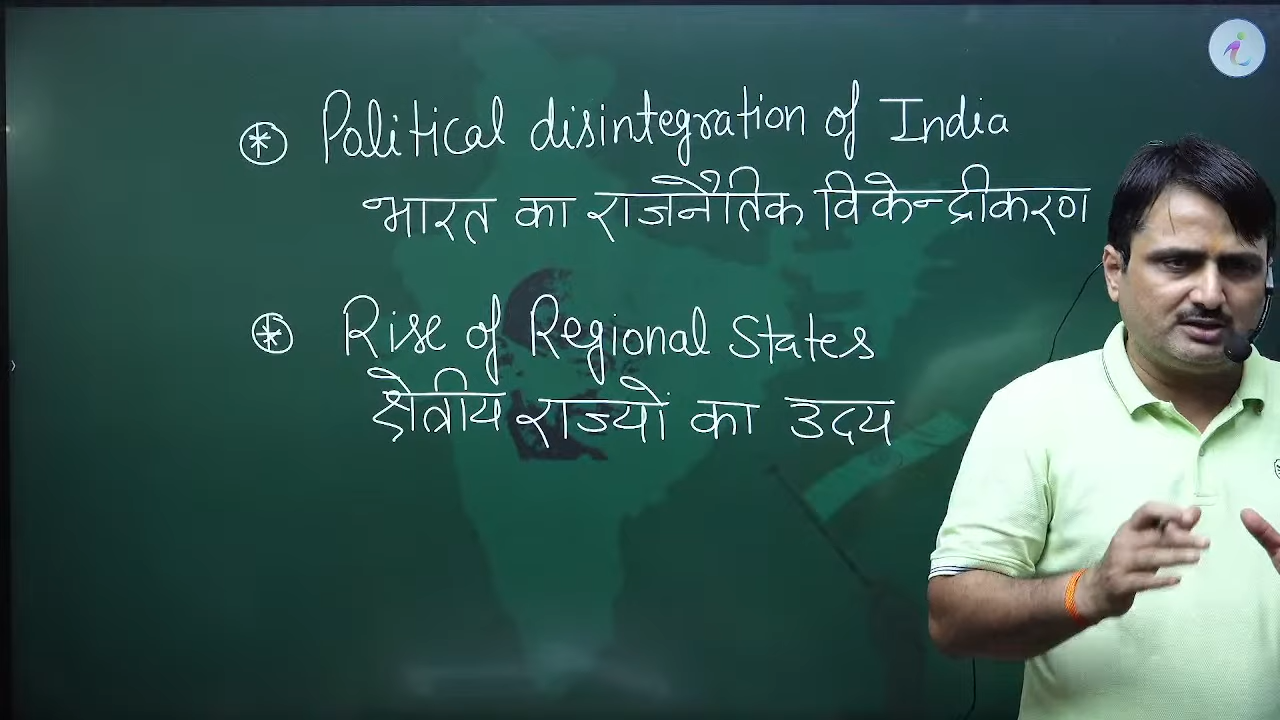 Political disintegration of India
भारत का राजनैतिक विकेन्द्रीकरण
Rise of Regional States
क्षेत्रीय राज्यों का उदय